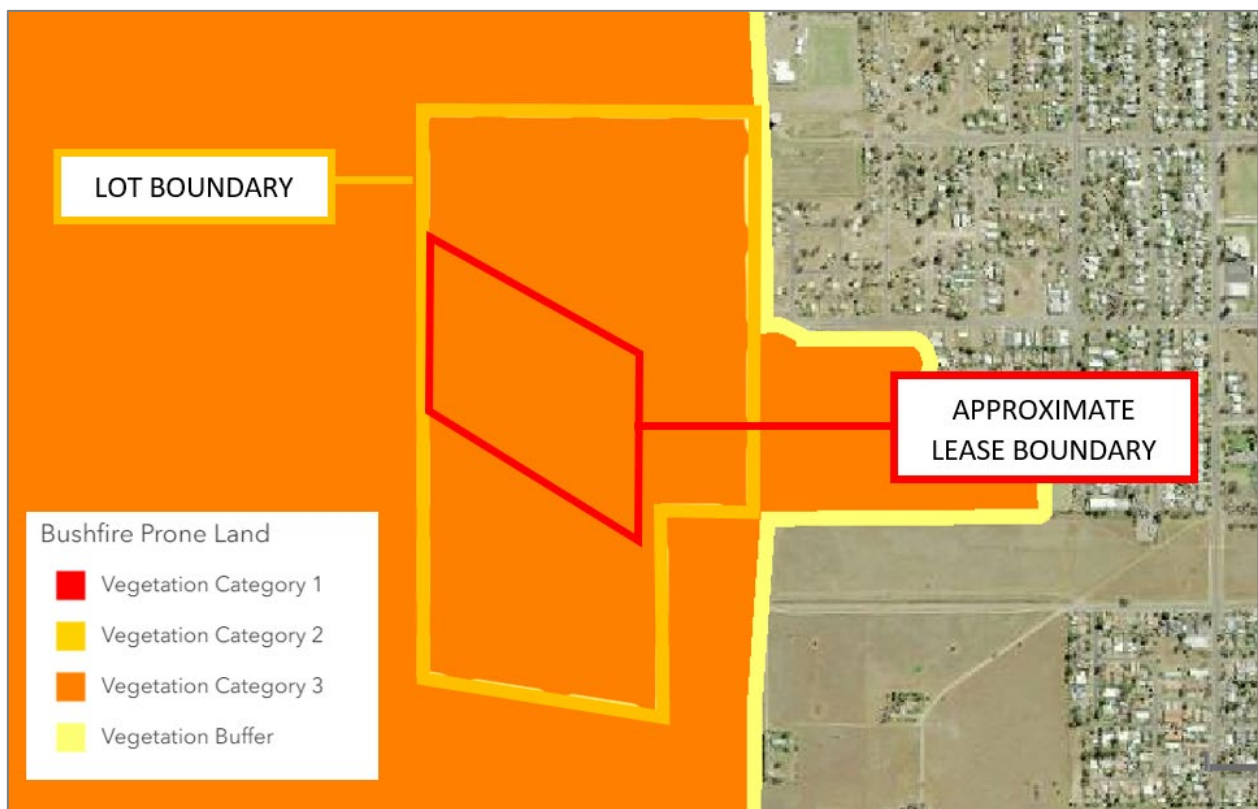 LOT BOUNDARY
APPROXIMATE
LEASE BOUNDARY
Bushfire Prone Land
Vegetation Category 1
Vegetation Category 2
Vegetation Category 3
Vegetation Buffer